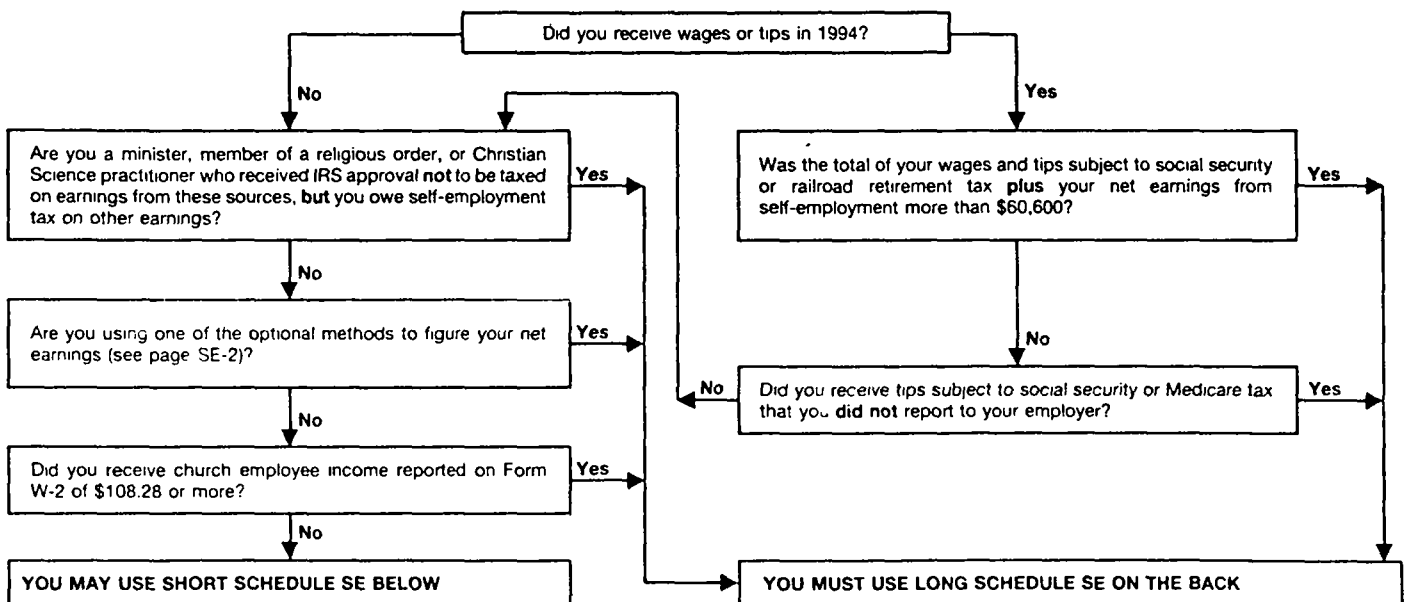 Did you receive wages or tips in 1994?
No
Yes
Are you a minister, member of a religious order, or Christian
Science practitioner who received IRS approval not to be taxed
on earnings from these sources, but you owe self-employment
tax on other earnings?
Yes
Was the total of your wages and tips subject to social security
or railroad retirement tax plus your net earnings from
self-employment more than $60,600?
Yes
No
Are you using one of the optional methods to figure your net
earnings (see page SE-2)?
Yes
No
No
Did you receive tips subject to social security or Medicare tax
that you did not report to your employer?
Yes
No
Did you receive church employee income reported on Form
W-2 of $108.28 or more?
Yes
No
YOU MAY USE SHORT SCHEDULE SE BELOW
YOU MUST USE LONG SCHEDULE SE ON THE BACK